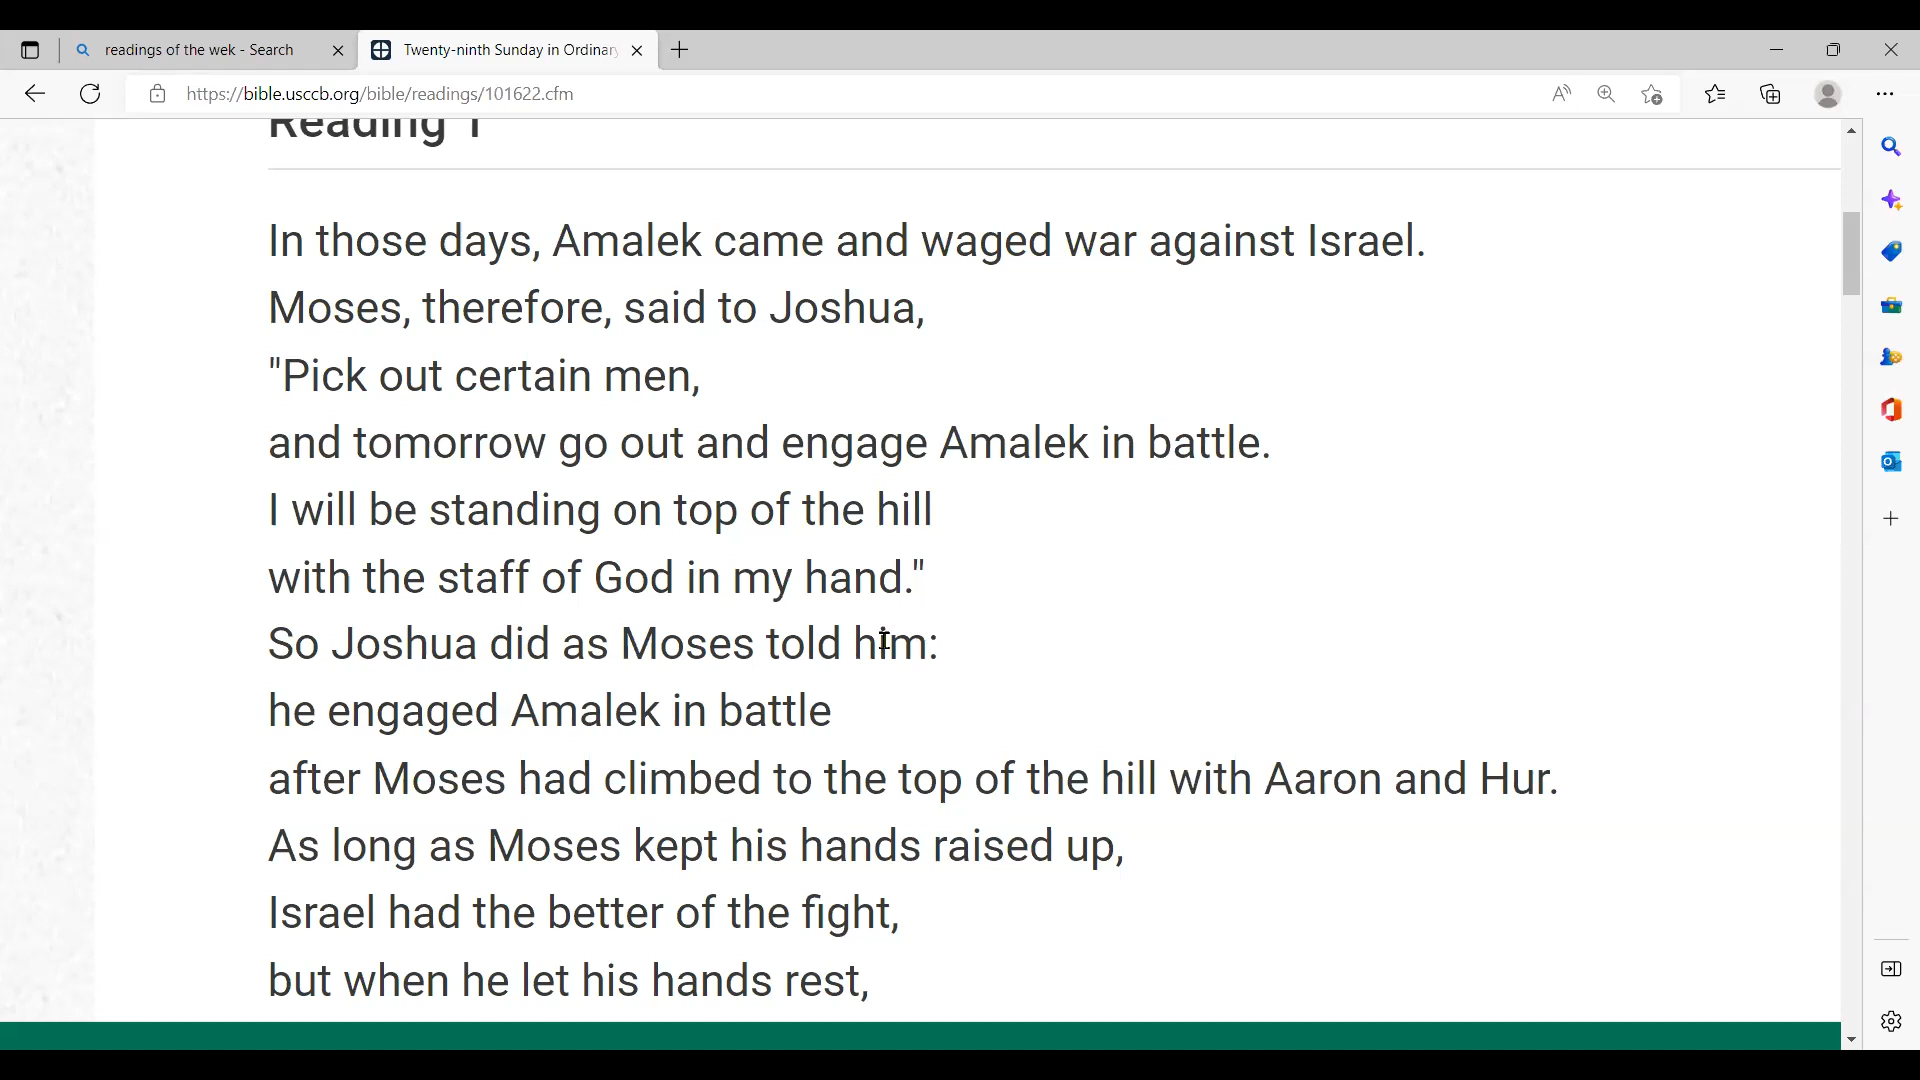 readings of the wek - Search
Twenty-ninth Sunday in Ordinar
https://bible.usccb.org/bible/readings/101622.cfm
Reading 1
In those days, Amalek came and waged war against Israel.
Moses, therefore, said to Joshua,
"Pick out certain men,
and tomorrow go out and engage Amalek in battle.
I will be standing on top of the hill
with the staff of God in my hand."
So Joshua did as Moses told him:
he engaged Amalek in battle
after Moses had climbed to the top of the hill with Aaron and Hur.
As long as Moses kept his hands raised up,
Israel had the better of the fight,
but when he let his hands rest,